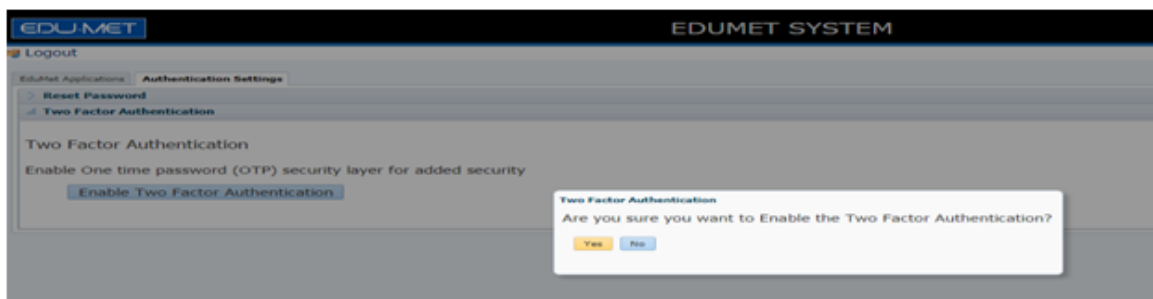 EDU·MET
EDUMET SYSTEM
Logout
EduMet Applications
Authentication Settings
Reset Password
Two Factor Authentication
Two Factor Authentication
Enable One time password (OTP) security layer for added security
Enable Two Factor Authentication
Two Factor Authentication
Are you sure you want to Enable the Two Factor Authentication?
Yes
No